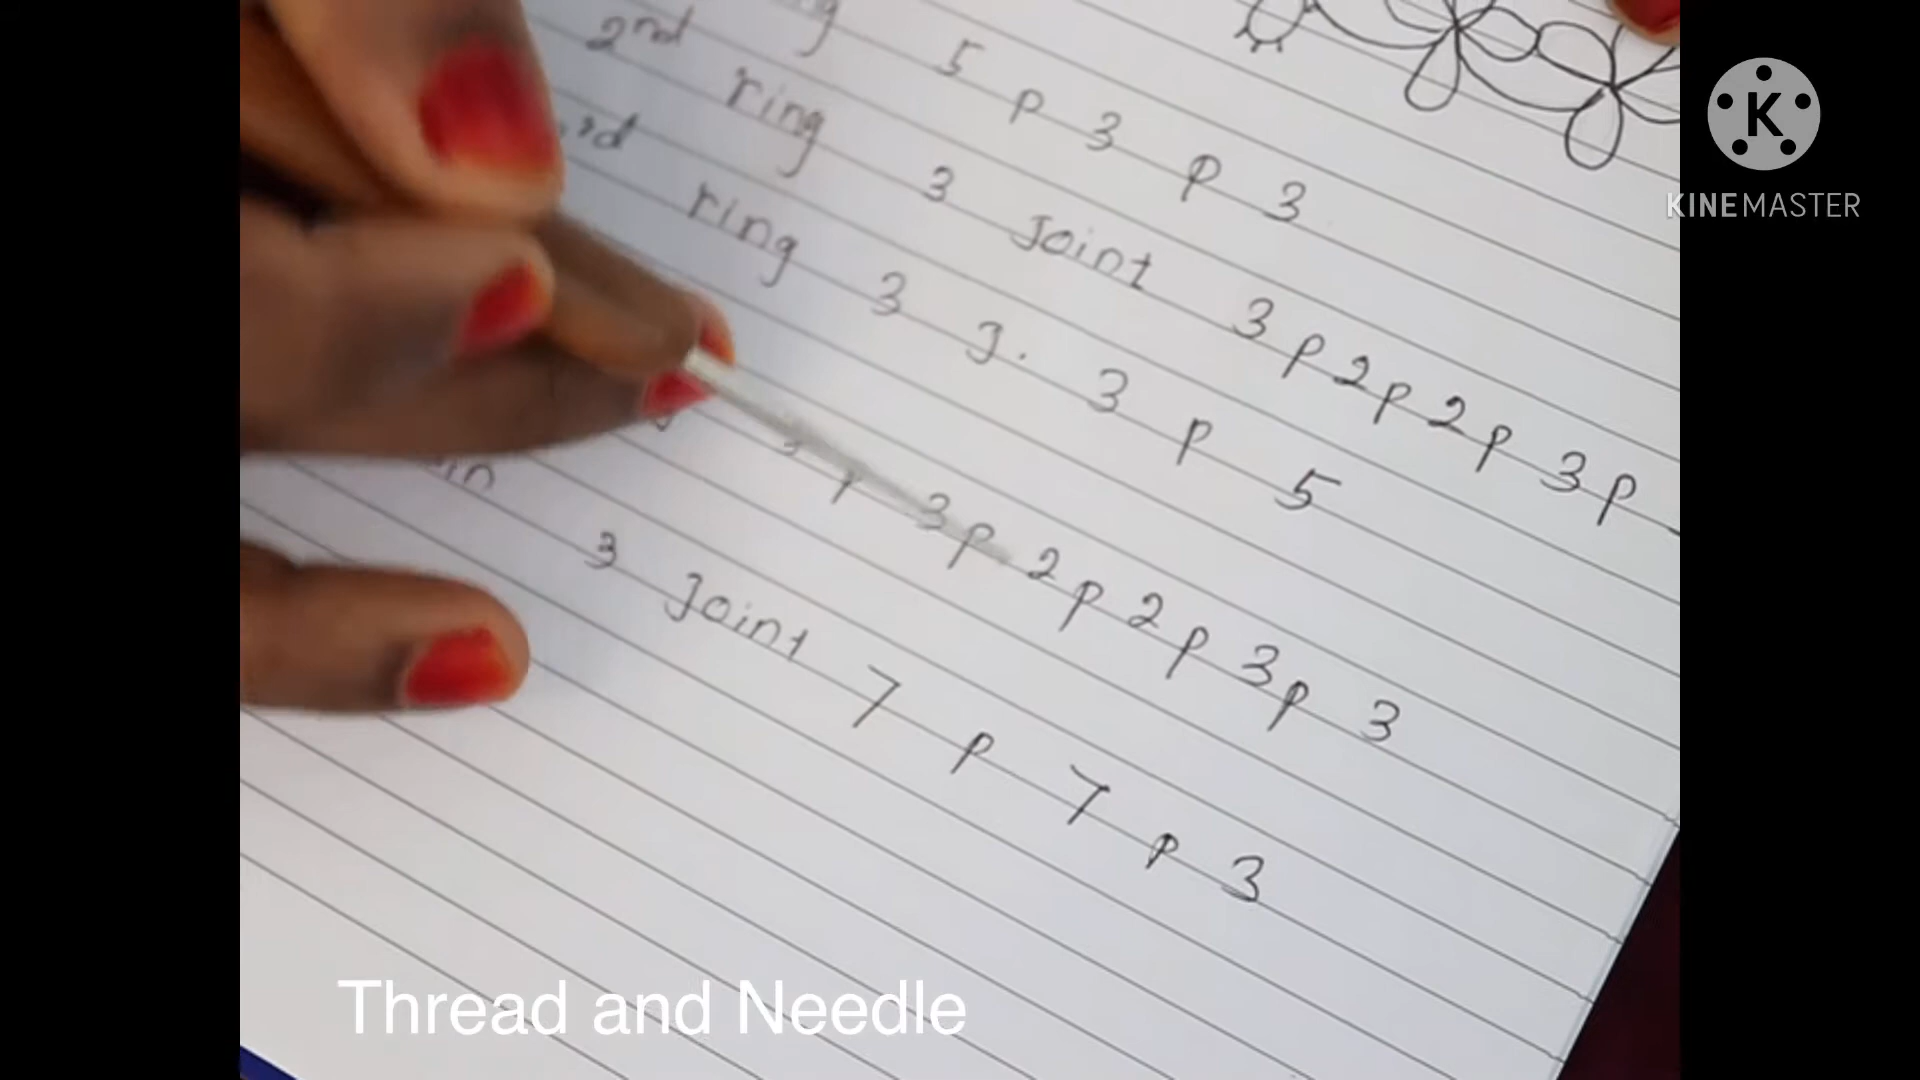 5 p 3 p 3
2nd ring 3 Joint 3 p 2 p 2 p 3 p
ring 3 J. 3 p 5
3 p 3 p 2 p 2 p 3 p 3
3 Joint 7 p 7 p 3
K
KINEMASTER
Thread and Needle